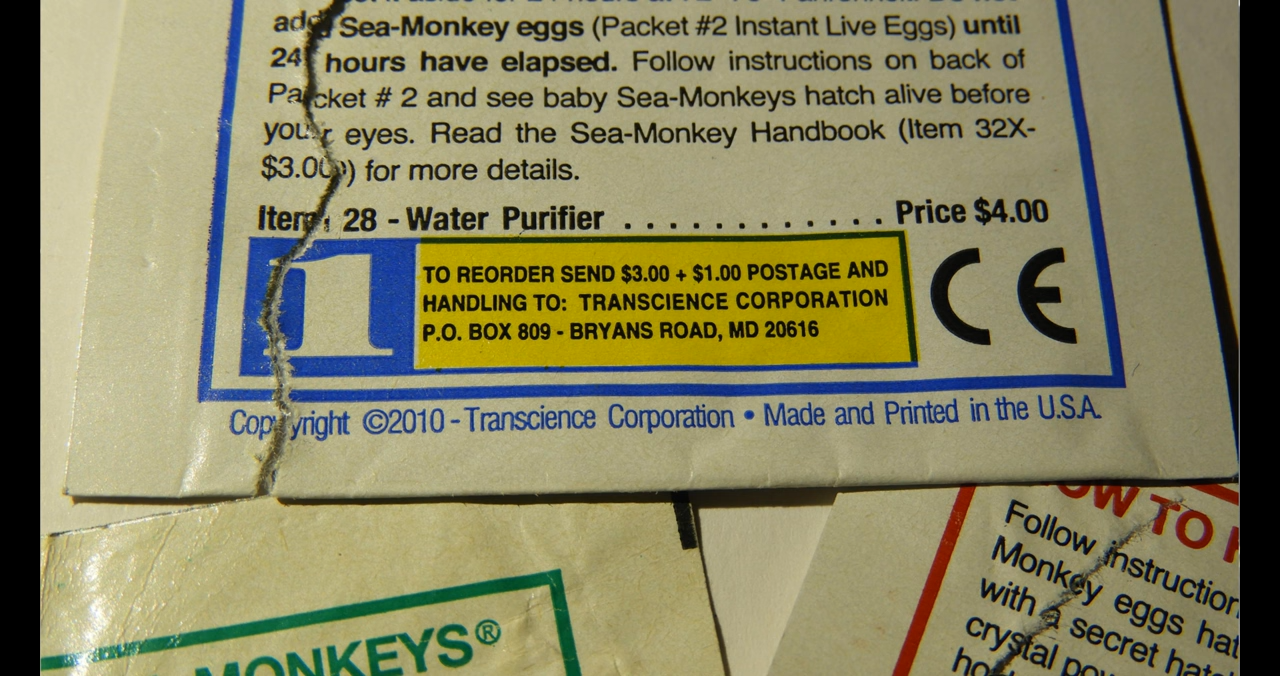 add Sea-Monkey eggs (Packet #2 Instant Live Eggs) until
24 hours have elapsed. Follow instructions on back of
Packet # 2 and see baby Sea-Monkeys hatch alive before
your eyes. Read the Sea-Monkey Handbook (Item 32X-
$3.00) for more details.
Item 28 - Water Purifier . . . . . . . . . . . . . Price $4.00
1
TO REORDER SEND $3.00 + $1.00 POSTAGE AND
HANDLING TO: TRANSCIENCE CORPORATION
P.O. BOX 809 - BRYANS ROAD, MD 20616
CE
Copyright ©2010 - Transcience Corporation • Made and Printed in the U.S.A.
MONKEYS®
TO
Follow instruction
Monkey eggs hat
with a secret hat
crystal pow